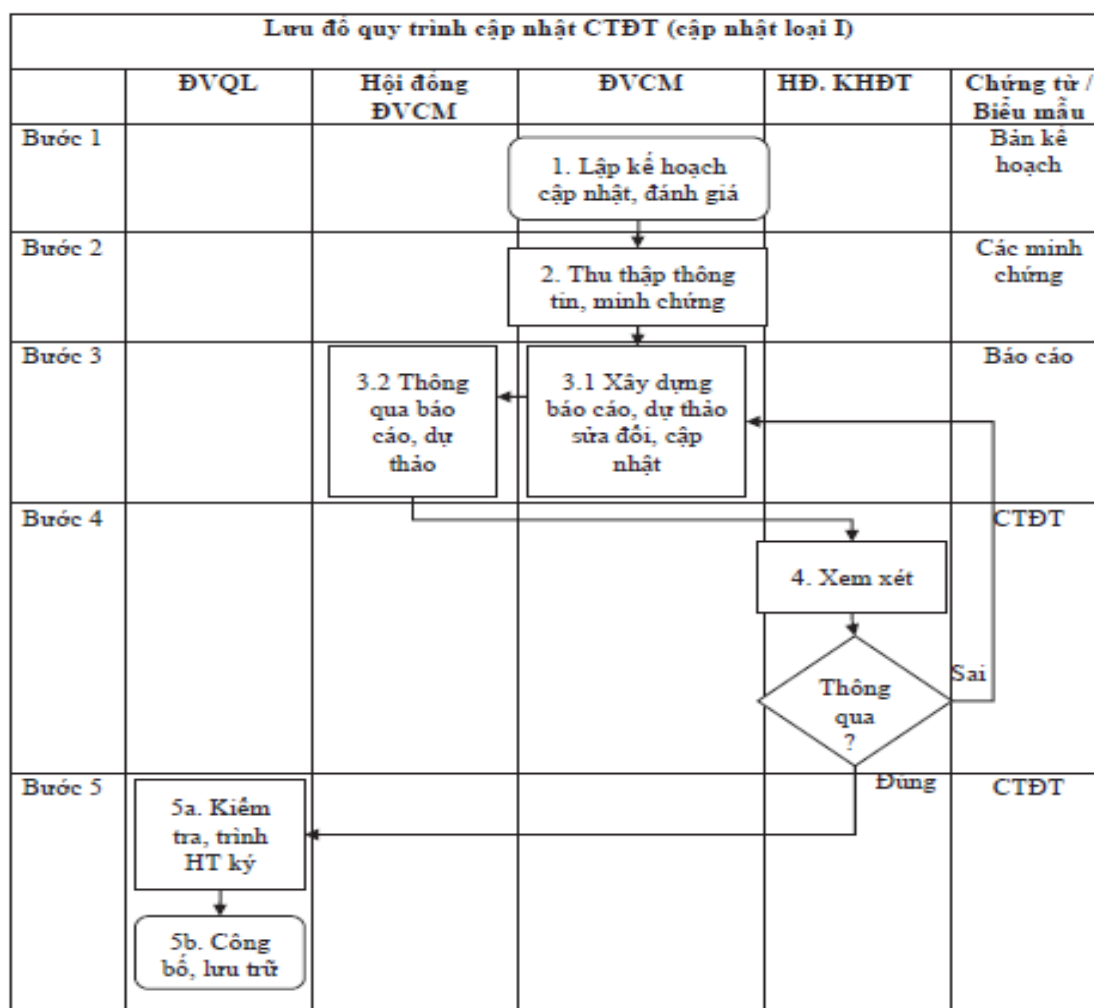 Lưu đồ quy trình cập nhật CTĐT (cập nhật loại I)
ĐVQL
Hội đồng
ĐVCM
ĐVCM
HĐ. KHĐT
Chứng từ /
Biểu mẫu
Bước 1
1. Lập kế hoạch
cập nhật, đánh giá
Bản kế
hoạch
Bước 2
2. Thu thập thông
tin, minh chứng
Các minh
chứng
Bước 3
3.2 Thông
qua báo
cáo, dự
thảo
3.1 Xây dựng
báo cáo, dự thảo
sửa đổi, cập
nhật
Báo cáo
Bước 4
CTĐT
4. Xem xét
Thông
qua
?
Sai
Bước 5
Đúng
CTĐT
5a. Kiểm
tra, trình
HT ký
5b. Công
bố, lưu trữ